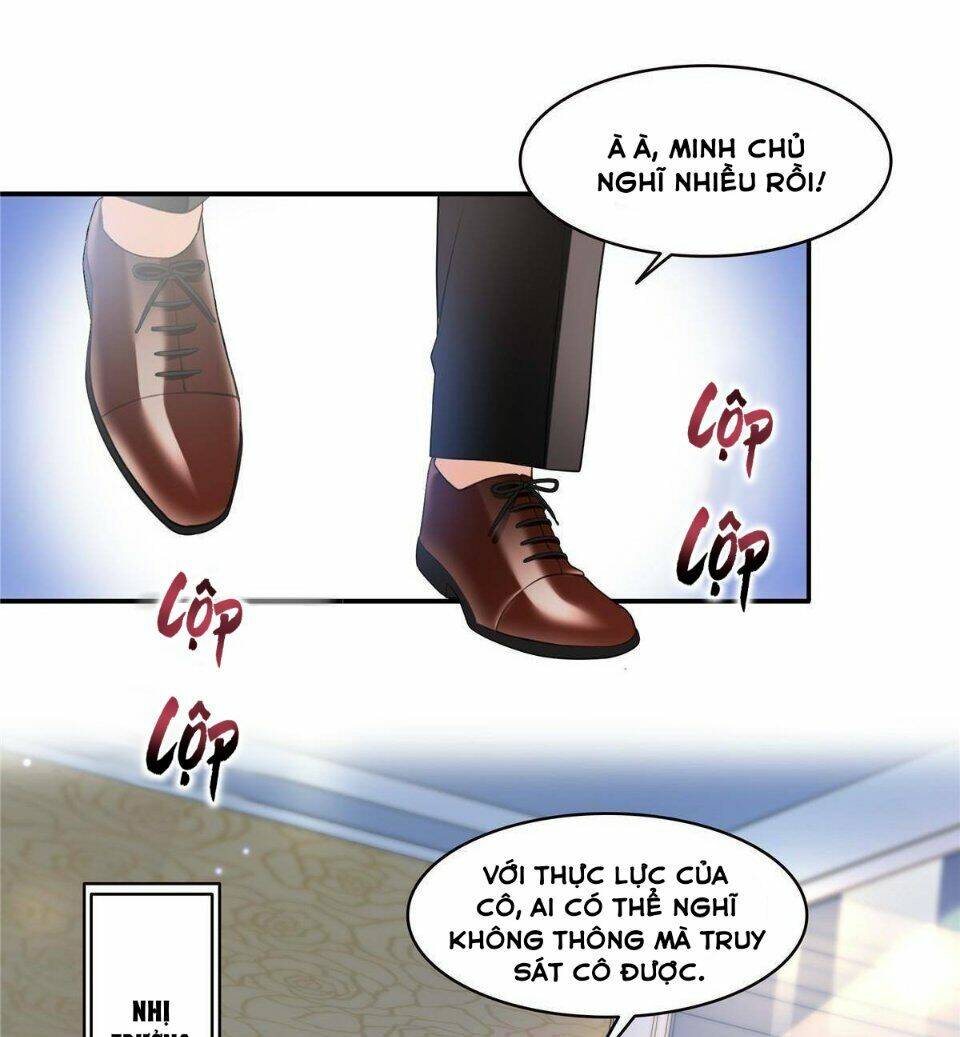 À À, MINH CHỦ
NGHĨ NHIỀU RỒI!
LỘP
LỘP
LỘP
LỘP
VỚI THỰC LỰC CỦA
CÔ, AI CÓ THỂ NGHĨ
KHÔNG THÔNG MÀ TRUY
SÁT CÔ ĐƯỢC.
NHỊ